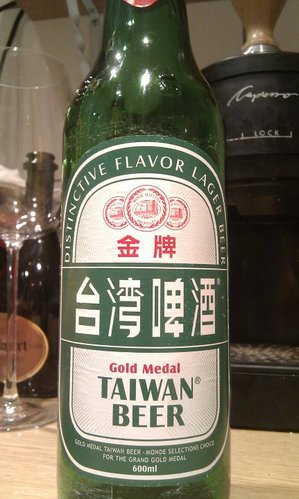 DISTINCTIVE FLAVOR LAGER BEER
金牌
台湾啤酒®
Gold Medal
TAIWAN®
BEER
GOLD MEDAL TAIWAN BEER - MONDE SELECTIONS CHOICE
FOR THE GRAND GOLD MEDAL
600ml
LOCK